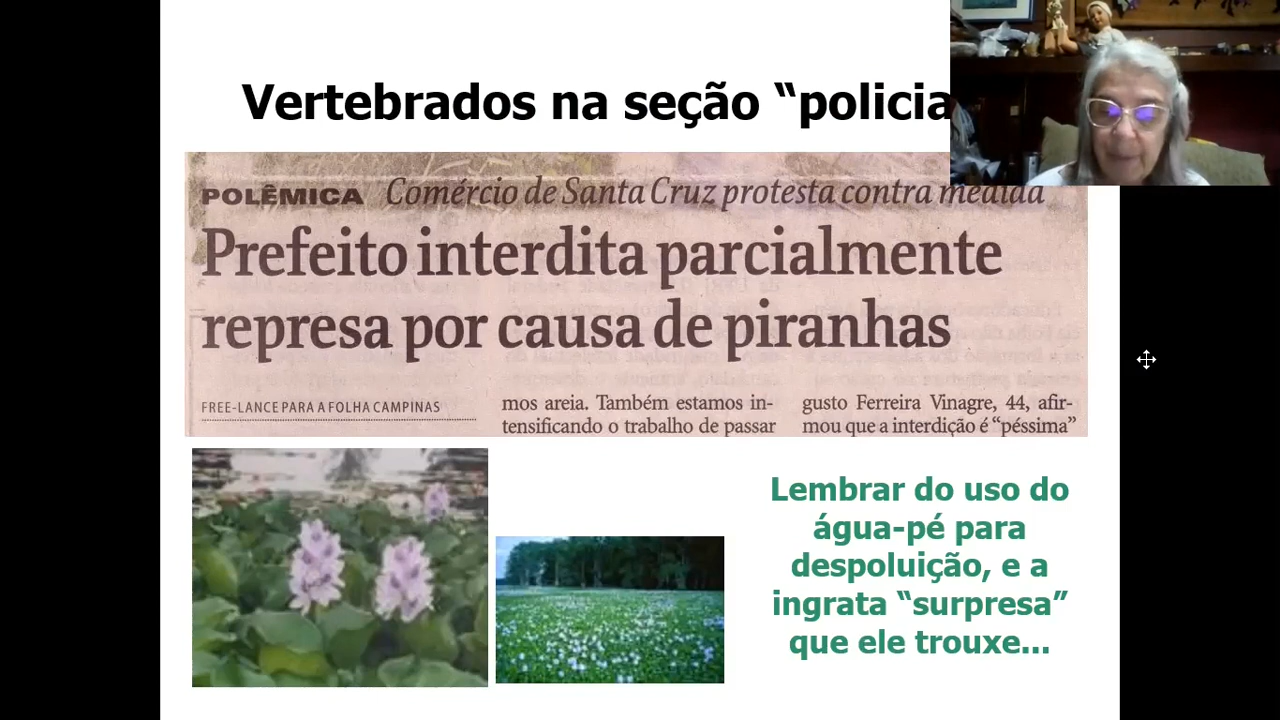 Vertebrados na seção “policia
POLÊMICA Comércio de Santa Cruz protesta contra medida
Prefeito interdita parcialmente
represa por causa de piranhas
FREE-LANCE PARA A FOLHA CAMPINAS
mos areia. Também estamos in-
tensificando o trabalho de passar
gusto Ferreira Vinagre, 44, afir-
mou que a interdição é “péssima”
Lembrar do uso do
água-pé para
despoluição, e a
ingrata “surpresa”
que ele trouxe...